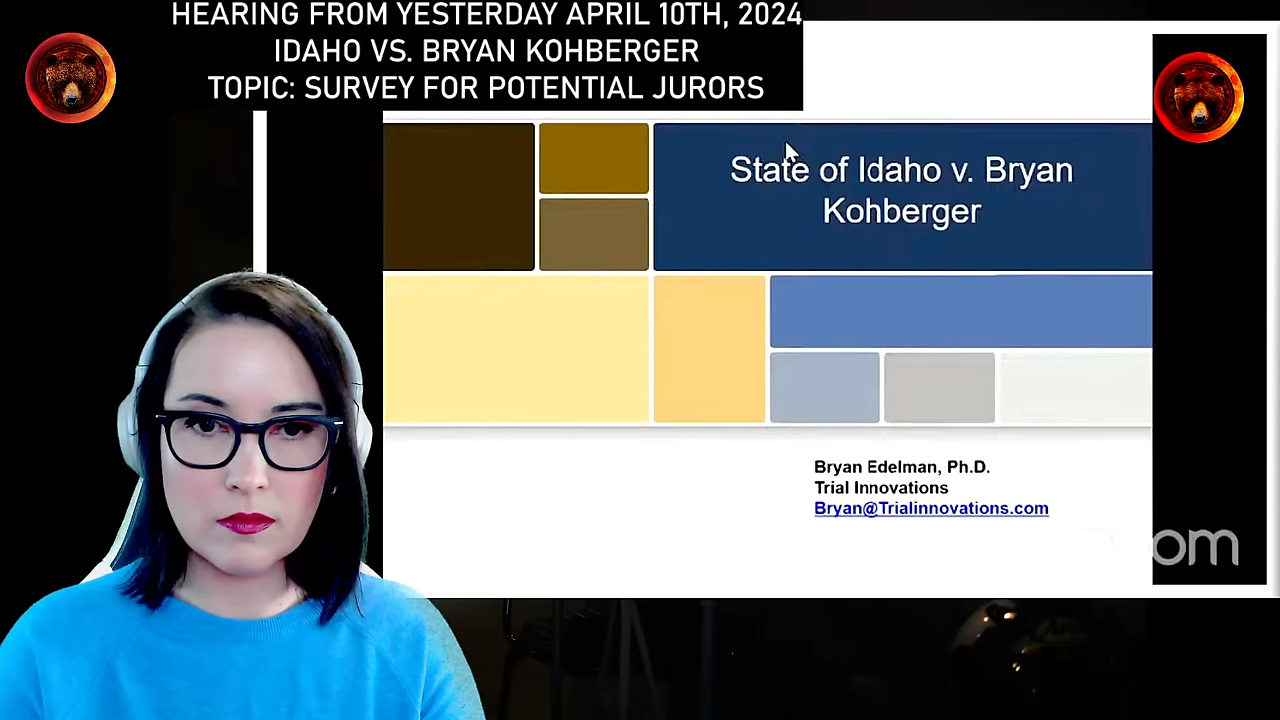 HEARING FROM YESTERDAY APRIL 10TH, 2024
IDAHO VS. BRYAN KOHBERGER
TOPIC: SURVEY FOR POTENTIAL JURORS
State of Idaho v. Bryan
Kohberger
Bryan Edelman, Ph.D.
Trial Innovations
Bryan@Trialinnovations.com
om